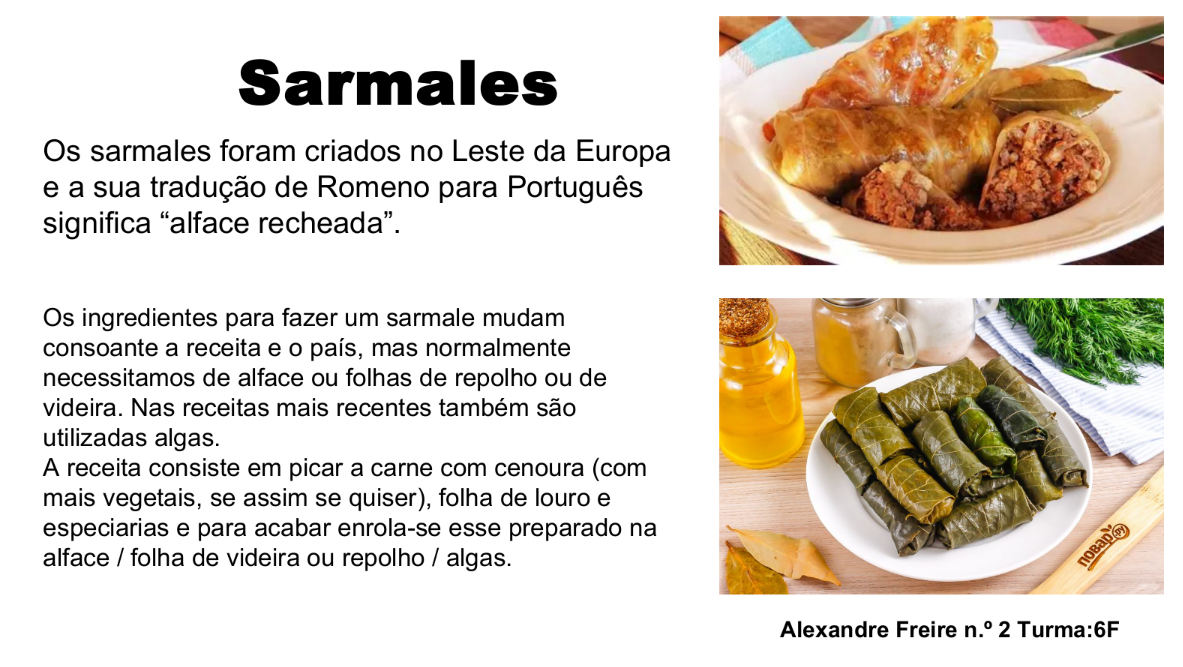 Sarmales
Os sarmales foram criados no Leste da Europa
e a sua tradução de Romeno para Português
significa “alface recheada”.
Os ingredientes para fazer um sarmale mudam
consoante a receita e o país, mas normalmente
necessitamos de alface ou folhas de repolho ou de
videira. Nas receitas mais recentes também são
utilizadas algas.
A receita consiste em picar a carne com cenoura (com
mais vegetais, se assim se quiser), folha de louro e
especiarias e para acabar enrola-se esse preparado na
alface / folha de videira ou repolho / algas.
повар.ру
Alexandre Freire n.º 2 Turma:6F